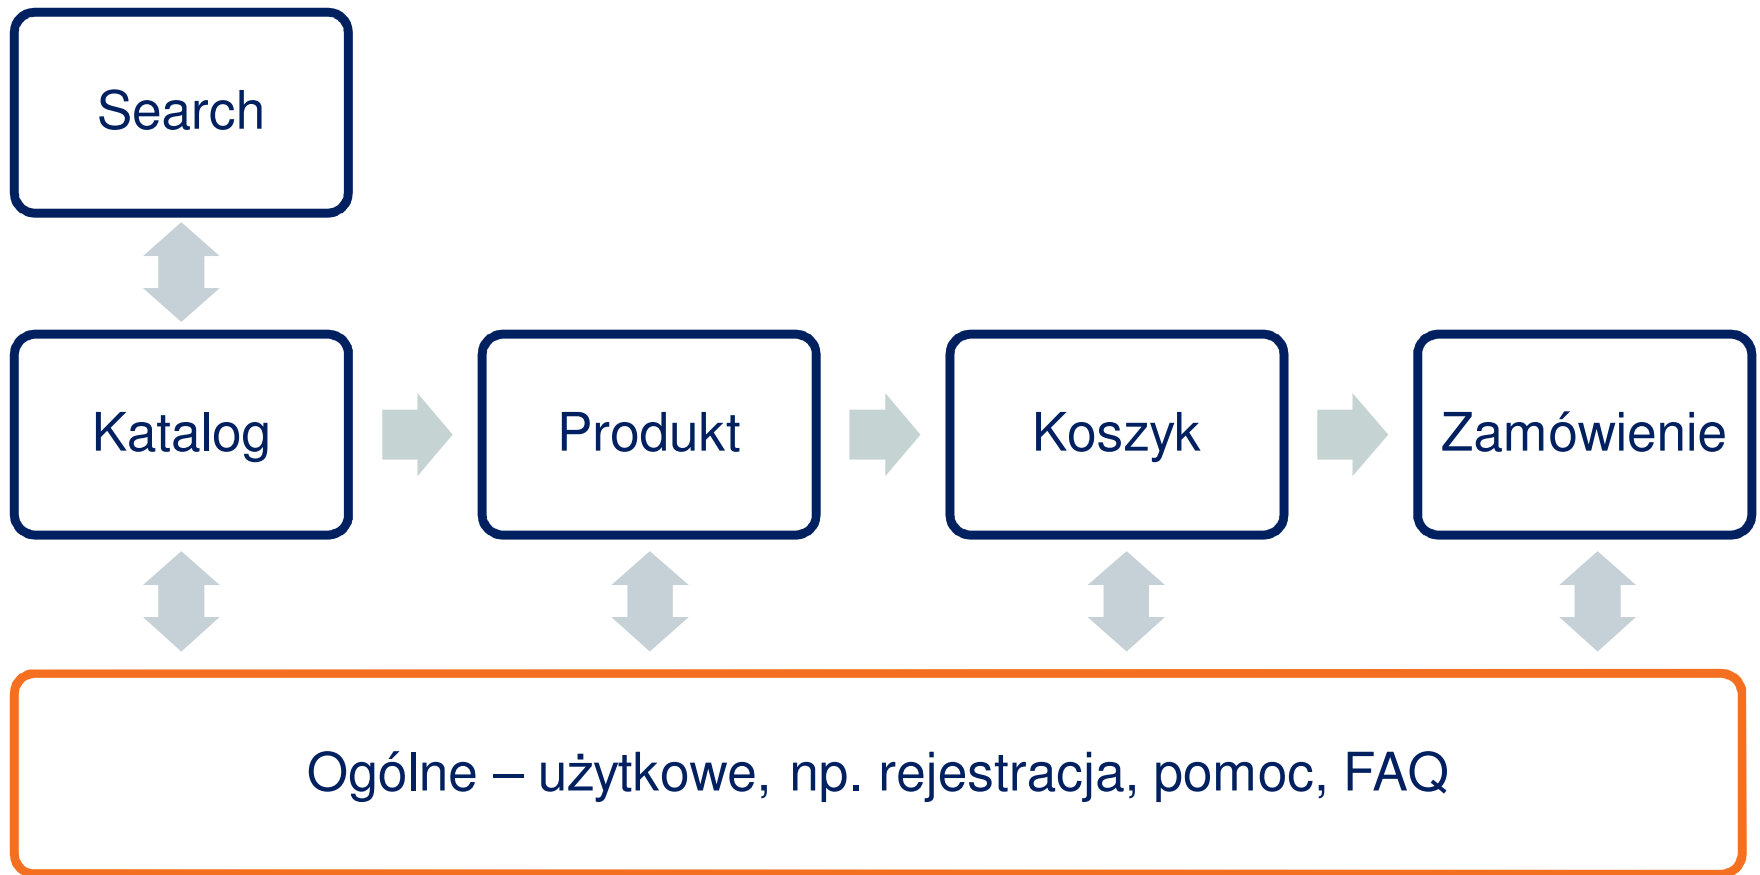 Search
Katalog
Produkt
Koszyk
Zamówienie
Ogólne – użytkowe, np. rejestracja, pomoc, FAQ